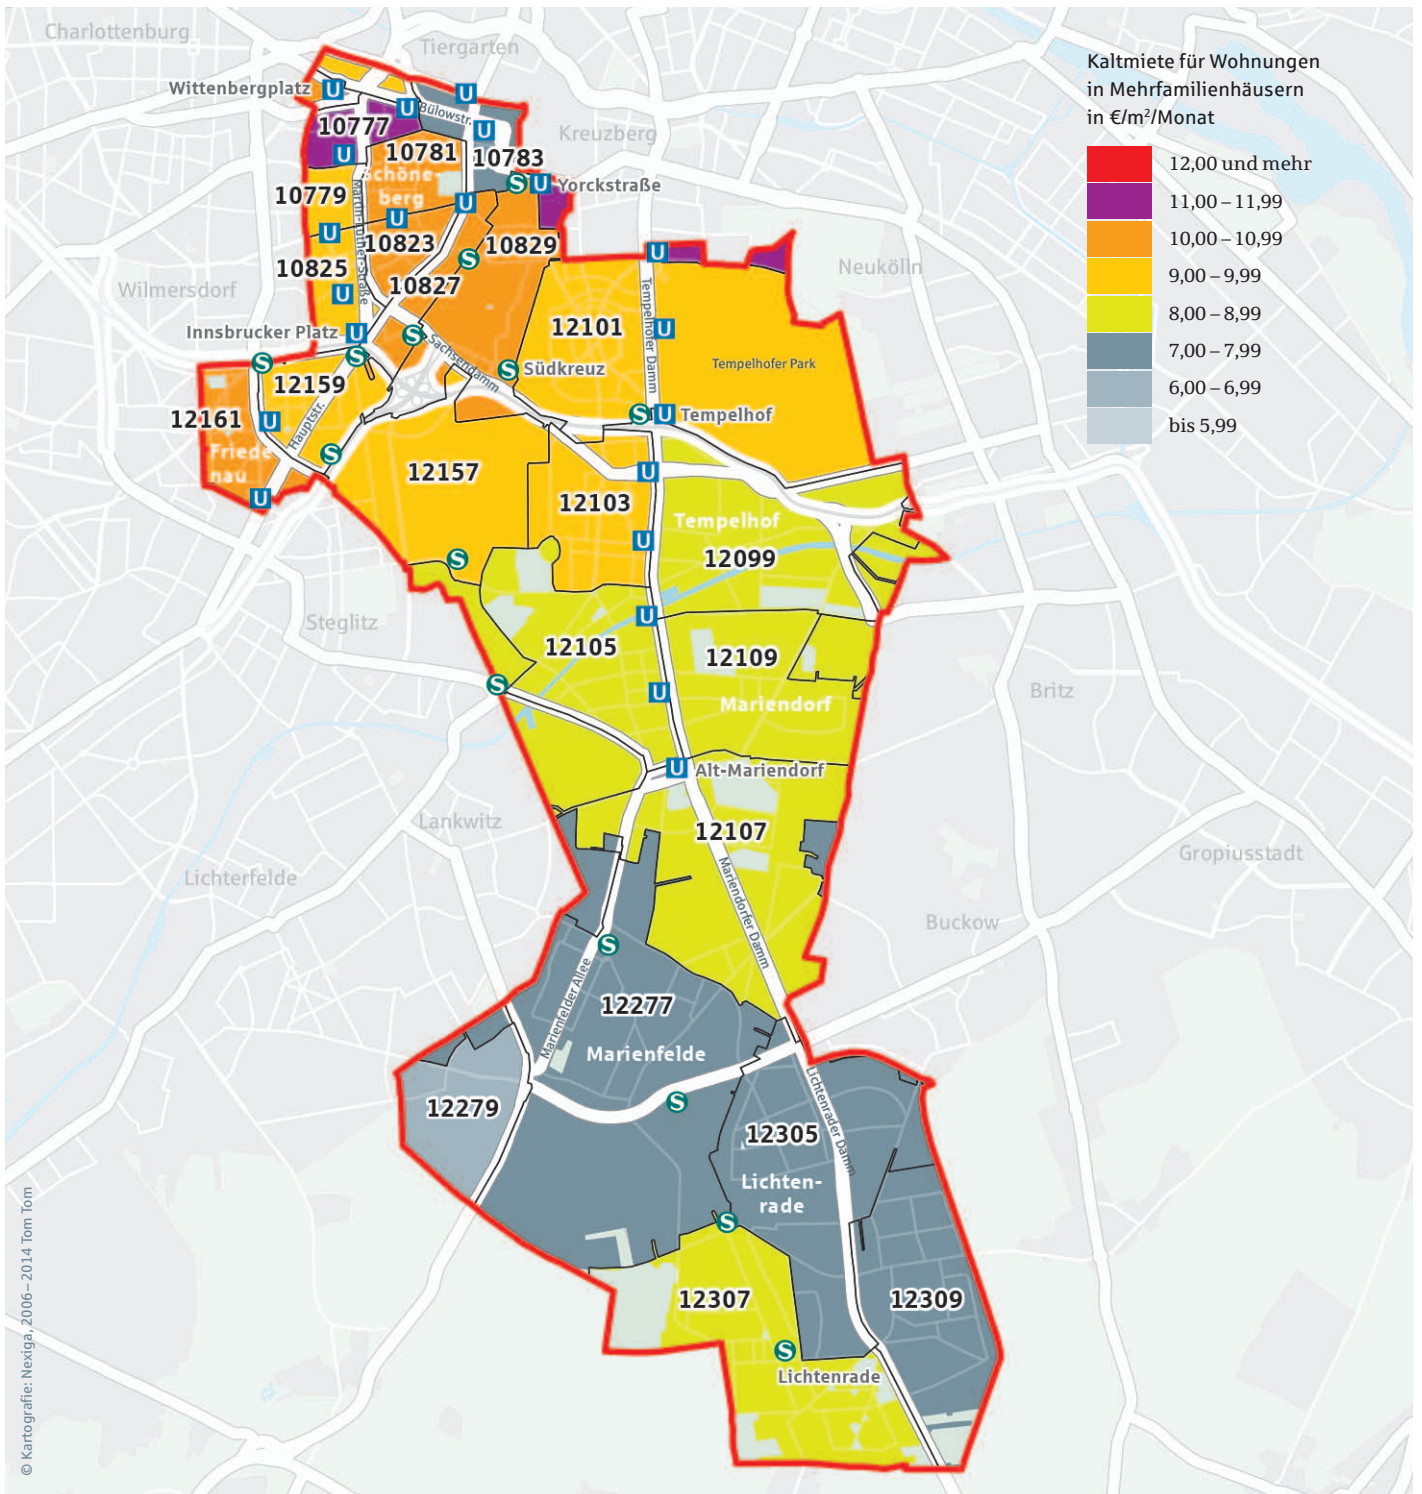 Charlottenburg
Tiergarten
Kaltmiete für Wohnungen
in Mehrfamilienhäusern
in €/m²/Monat
12,00 und mehr
11,00 – 11,99
10,00 – 10,99
9,00 – 9,99
8,00 – 8,99
7,00 – 7,99
6,00 – 6,99
bis 5,99
Wittenbergplatz
U
U
U
Bülowstr.
10777
U
Kreuzberg
U
10781
10783
Schöne-
berg
S
U
Yorckstraße
10779
Martin-Luther-Straße
U
U
U
10823
10829
10825
S
U
Neukölln
Wilmersdorf
10827
U
Tempelhofer Damm
Innsbrucker Platz
U
S
S
Sachsendamm
12101
U
Tempelhofer Park
S
Südkreuz
S
12159
12161
U
Hauptstr.
S
U
Tempelhof
Friede
nau
S
12157
U
U
12103
Tempelhof
U
12099
S
Steglitz
U
12105
12109
S
U
Mariendorf
Britz
U
Alt-Mariendorf
Lankwitz
12107
Gropiusstadt
Lichterfelde
Mariendorfer Damm
Buckow
S
Marienfelder Allee
12277
Marienfelde
12279
S
Lichtenrader Damm
12305
Lichten-
rade
S
12307
12309
S
Lichtenrade
© Kartografie: Nexiga, 2006 – 2014 Tom Tom